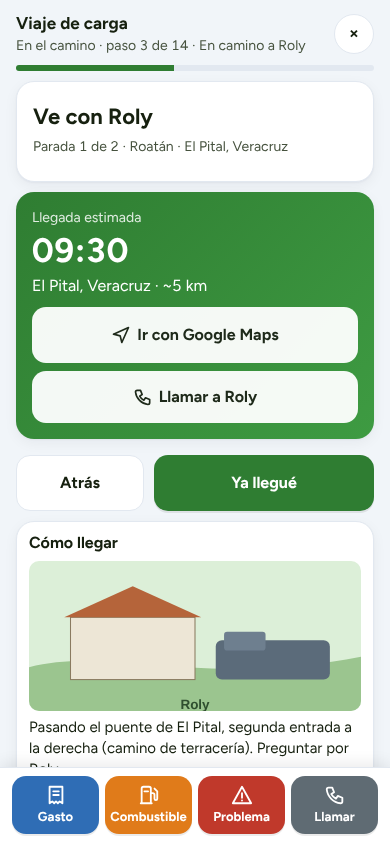 Viaje de carga
En el camino · paso 3 de 14 · En camino a Roly
×
Ve con Roly
Parada 1 de 2 · Roatán · El Pital, Veracruz
Llegada estimada
09:30
El Pital, Veracruz · ~5 km
Ir con Google Maps
Llamar a Roly
Atrás
Ya llegué
Cómo llegar
Roly
Pasando el puente de El Pital, segunda entrada a
la derecha (camino de terracería). Preguntar por
Gasto
Combustible
Problema
Llamar